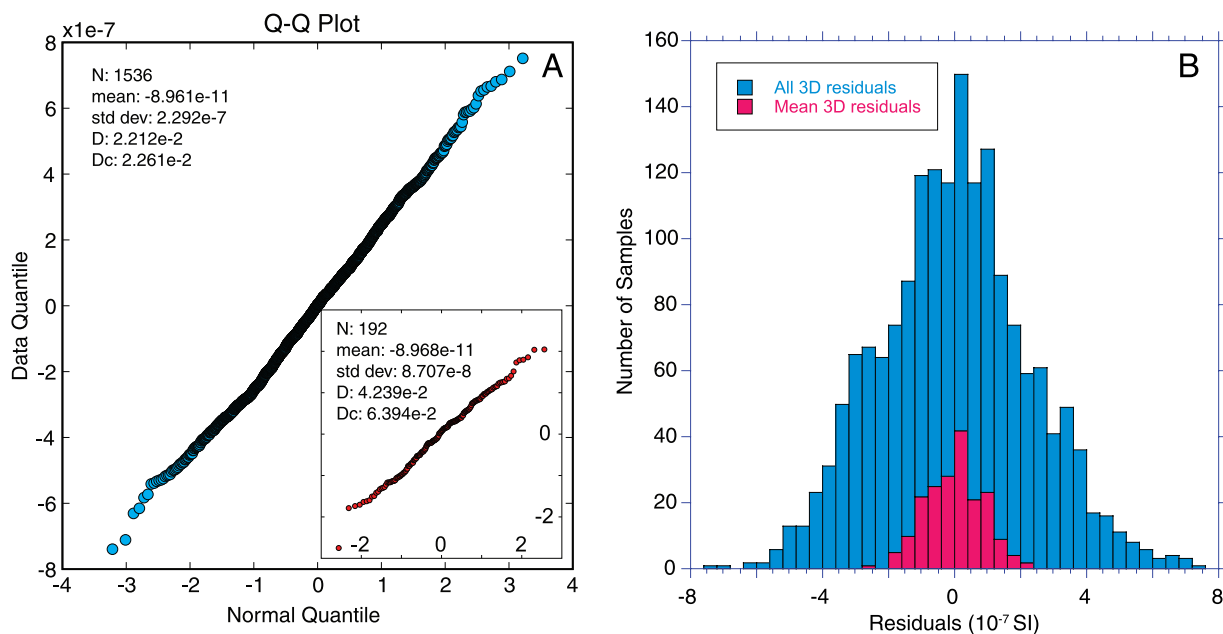 x1e-7
Q-Q Plot
A
N: 1536
mean: -8.961e-11
std dev: 2.292e-7
D: 2.212e-2
Dc: 2.261e-2
8
6
4
2
0
-2
-4
-6
-8
Data Quantile
-4
-3
-2
-1
0
1
2
3
4
Normal Quantile
N: 192
mean: -8.968e-11
std dev: 8.707e-8
D: 4.239e-2
Dc: 6.394e-2
0
-2
-2
0
2
B
All 3D residuals
Mean 3D residuals
160
140
120
100
80
60
40
20
0
Number of Samples
-8
-4
0
4
8
Residuals (10⁻⁷ SI)